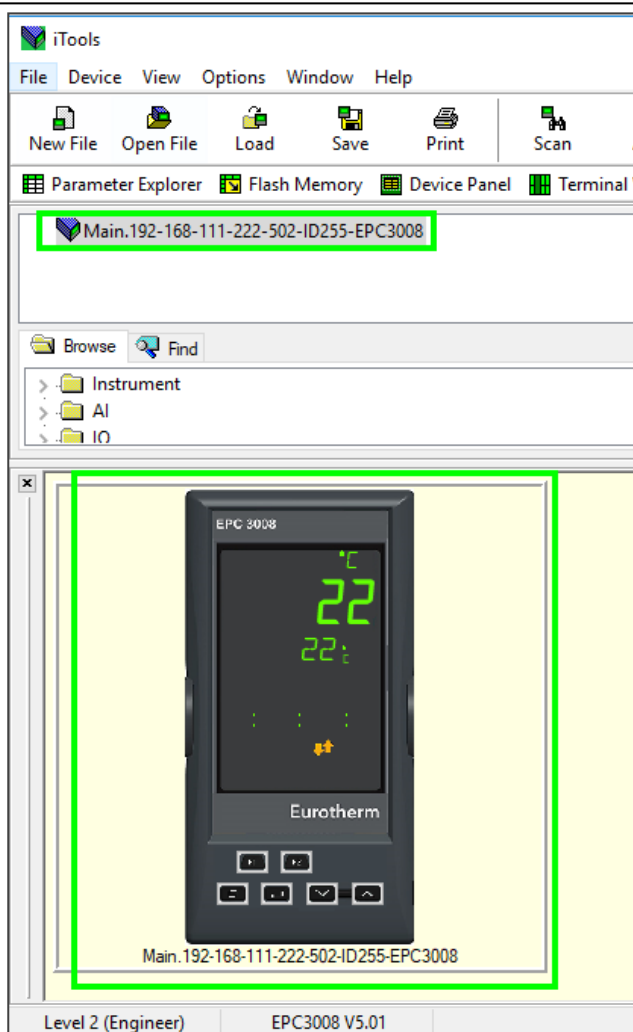 iTools
File Device View Options Window Help
New File Open File Load Save Print Scan
Parameter Explorer Flash Memory Device Panel Terminal
Main.192-168-111-222-502-ID255-EPC3008
Browse Find
Instrument
AI
IO
EPC 3008
°C
22
22 °C
: : :
Eurotherm
Main.192-168-111-222-502-ID255-EPC3008
Level 2 (Engineer) EPC3008 V5.01